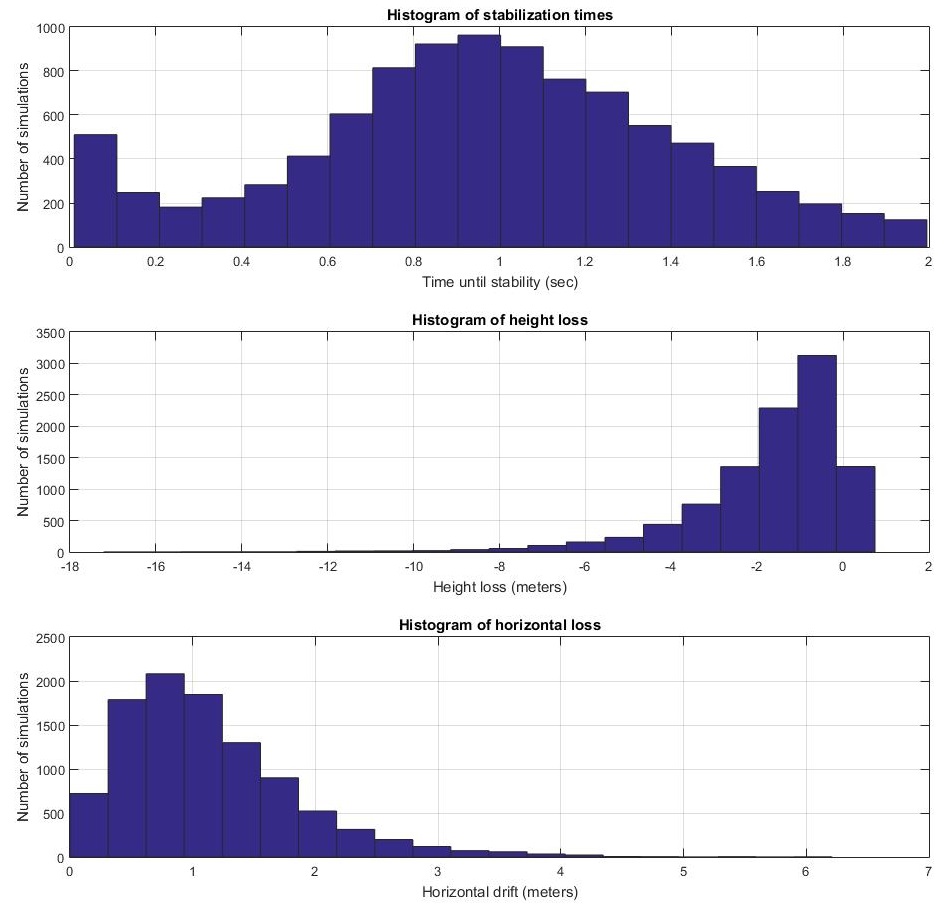 Histogram of stabilization times
Number of simulations
1000
800
600
400
200
0
0 0.2 0.4 0.6 0.8 1 1.2 1.4 1.6 1.8 2
Time until stability (sec)
Histogram of height loss
Number of simulations
3500
3000
2500
2000
1500
1000
500
0
-18 -16 -14 -12 -10 -8 -6 -4 -2 0 2
Height loss (meters)
Histogram of horizontal loss
Number of simulations
2500
2000
1500
1000
500
0
0 1 2 3 4 5 6 7
Horizontal drift (meters)